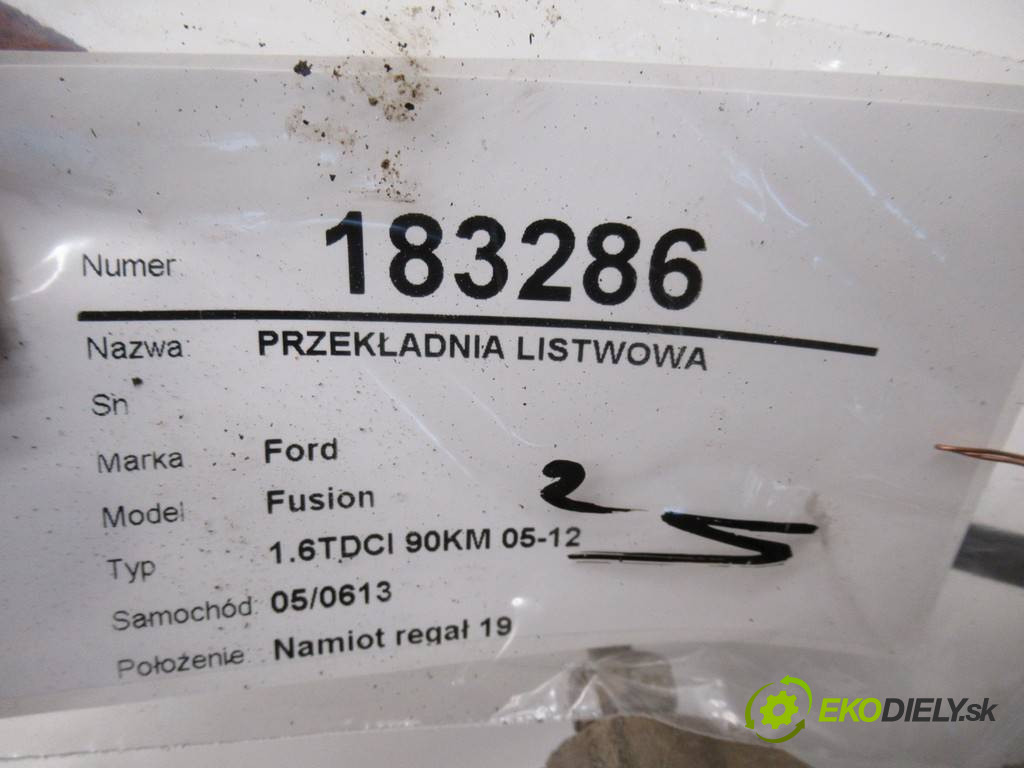 Numer: 183286
Nazwa: PRZEKŁADNIA LISTWOWA
Sn
Marka Ford
Model Fusion
Typ 1.6TDCI 90KM 05-12
Samochód: 05/0613
Położenie: Namiot regał 19
2
EKODIELY.sk